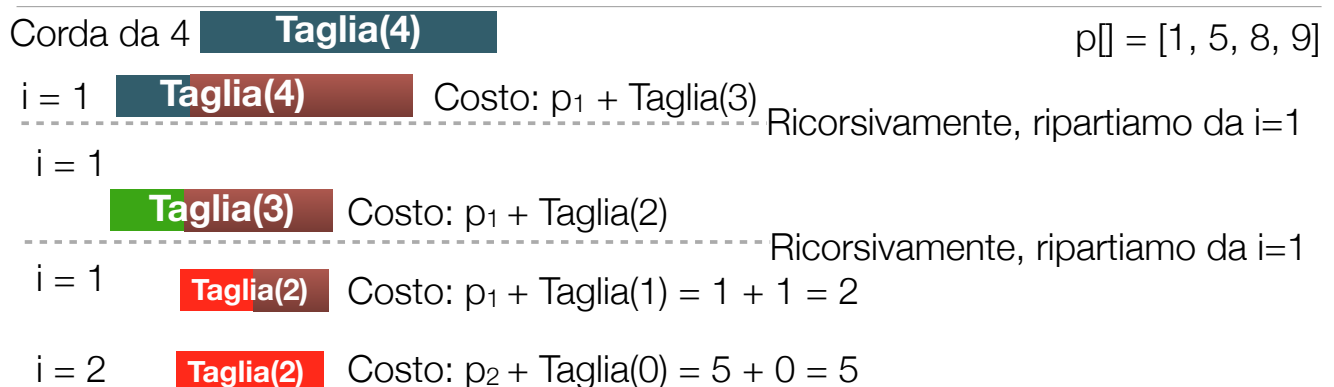 Corda da 4 Taglia(4) p[] = [1, 5, 8, 9]
i = 1 Taglia(4) Costo: p₁ + Taglia(3)
Ricorsivamente, ripartiamo da i=1
i = 1
Taglia(3) Costo: p₁ + Taglia(2)
Ricorsivamente, ripartiamo da i=1
i = 1 Taglia(2) Costo: p₁ + Taglia(1) = 1 + 1 = 2
i = 2 Taglia(2) Costo: p₂ + Taglia(0) = 5 + 0 = 5